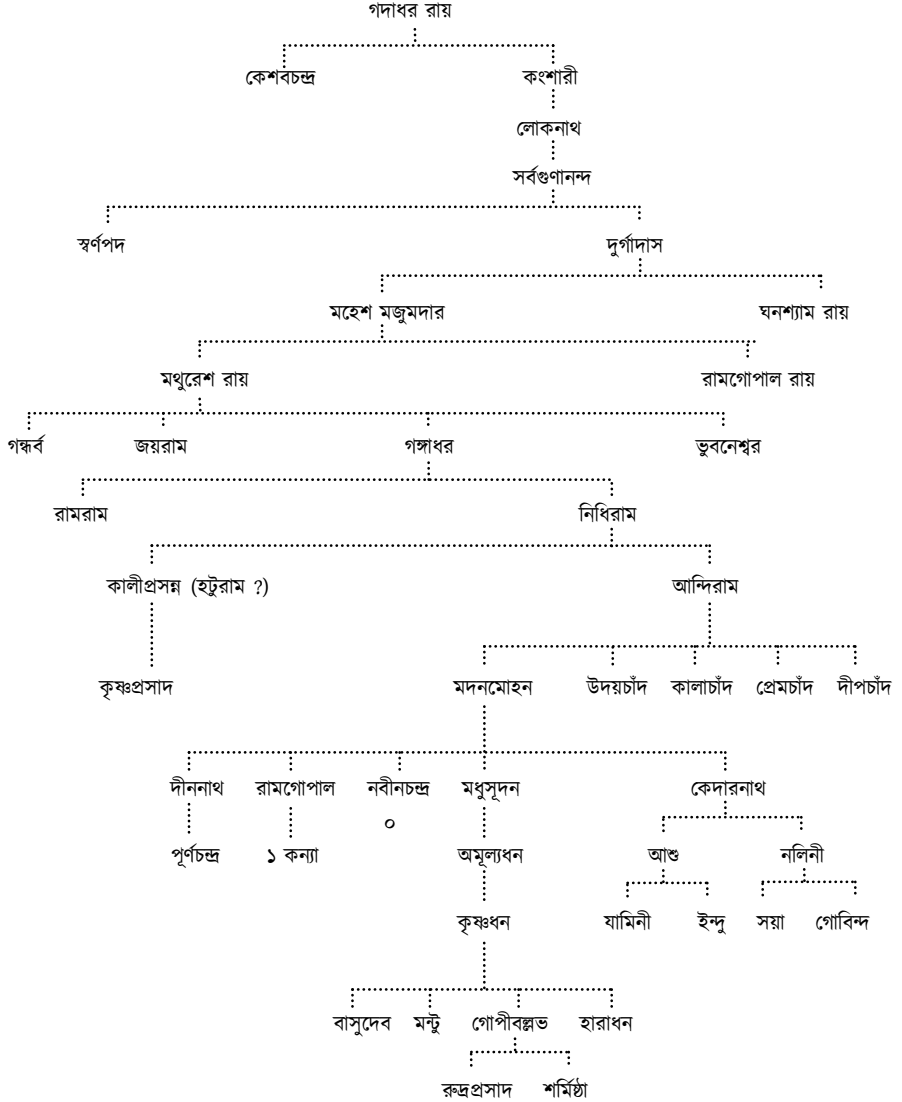 গদাধর রায়
কেশবচন্দ্র কংশারী
লোকনাথ
সর্বগুণানন্দ
স্বর্ণপদ দুর্গাদাস
মহেশ মজুমদার ঘনশ্যাম রায়
মথুরেশ রায় রামগোপাল রায়
গন্ধর্ব জয়রাম গঙ্গাধর ভুবনেশ্বর
রামরাম নিধিরাম
কালীপ্রসন্ন (হটুরাম ?) আন্দিরাম
কৃষ্ণপ্রসাদ মদনমোহন উদয়চাঁদ কালাচাঁদ প্রেমচাঁদ দীপচাঁদ
দীননাথ রামগোপাল নবীনচন্দ্র মধুসূদন কেদারনাথ
০
পূর্ণচন্দ্র ১ কন্যা অমূল্যধন আশু নলিনী
কৃষ্ণধন যামিনী ইন্দু সয়া গোবিন্দ
বাসুদেব মন্টু গোপীবল্লভ হারাধন
রুদ্রপ্রসাদ শর্মিষ্ঠা